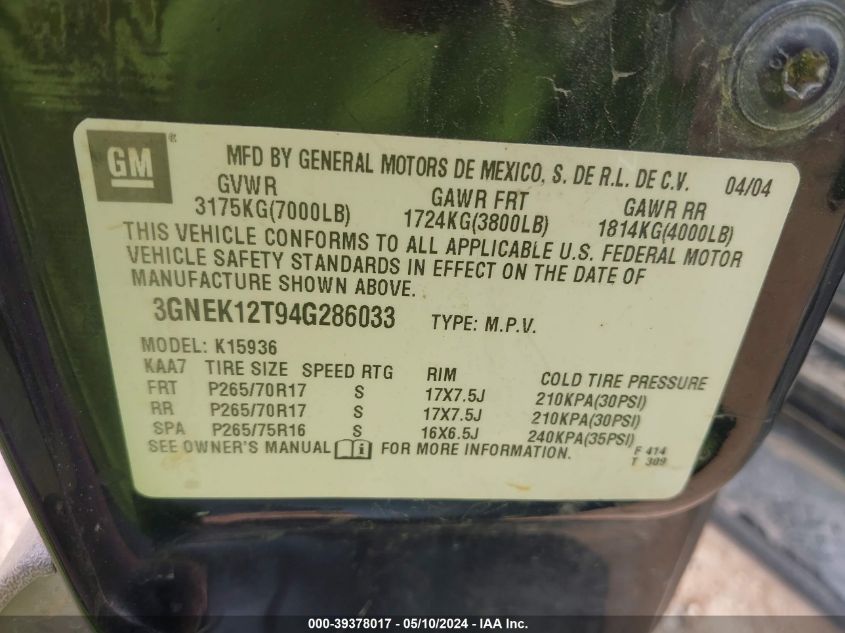 GM ® MFD BY GENERAL MOTORS DE MEXICO, S. DE R.L. DE C.V. 04/04
GVWR GAWR FRT GAWR RR
3175KG(7000LB) 1724KG(3800LB) 1814KG(4000LB)
THIS VEHICLE CONFORMS TO ALL APPLICABLE U.S. FEDERAL MOTOR
VEHICLE SAFETY STANDARDS IN EFFECT ON THE DATE OF
MANUFACTURE SHOWN ABOVE.
3GNEK12T94G286033 TYPE: M.P.V.
MODEL: K15936
KAA7 TIRE SIZE SPEED RTG RIM COLD TIRE PRESSURE
FRT P265/70R17 S 17X7.5J 210KPA(30PSI)
RR P265/70R17 S 17X7.5J 210KPA(30PSI)
SPA P265/75R16 S 16X6.5J 240KPA(35PSI)
SEE OWNER'S MANUAL FOR MORE INFORMATION.
F 414
T 309
000-39378017 - 05/10/2024 - IAA Inc.